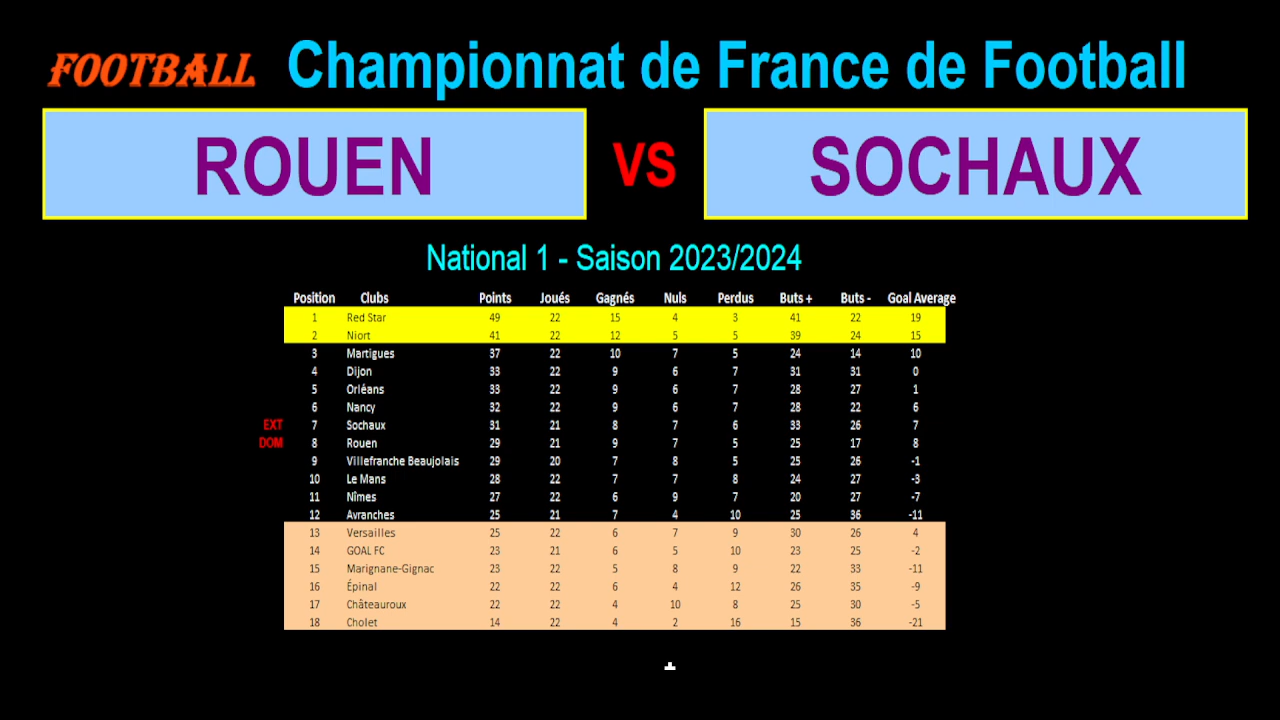 FOOTBALL Championnat de France de Football
ROUEN VS SOCHAUX
National 1 - Saison 2023/2024
Position Clubs Points Joués Gagnés Nuls Perdus Buts + Buts - Goal Average
1 Red Star 49 22 15 4 3 41 22 19
2 Niort 41 22 12 5 5 39 24 15
3 Martigues 37 22 10 7 5 24 14 10
4 Dijon 33 22 9 6 7 31 31 0
5 Orléans 33 22 9 6 7 28 27 1
6 Nancy 32 22 9 6 7 28 22 6
EXT 7 Sochaux 31 21 8 7 6 33 26 7
DOM 8 Rouen 29 21 9 7 5 25 17 8
9 Villefranche Beaujolais 29 20 7 8 5 25 26 -1
10 Le Mans 28 22 7 7 8 24 27 -3
11 Nîmes 27 22 6 9 7 20 27 -7
12 Avranches 25 21 7 4 10 25 36 -11
13 Versailles 25 22 6 7 9 30 26 4
14 GOAL FC 23 21 6 5 10 23 25 -2
15 Marignane-Gignac 23 22 5 8 9 22 33 -11
16 Épinal 22 22 6 4 12 26 35 -9
17 Châteauroux 22 22 4 10 8 25 30 -5
18 Cholet 14 22 4 2 16 15 36 -21